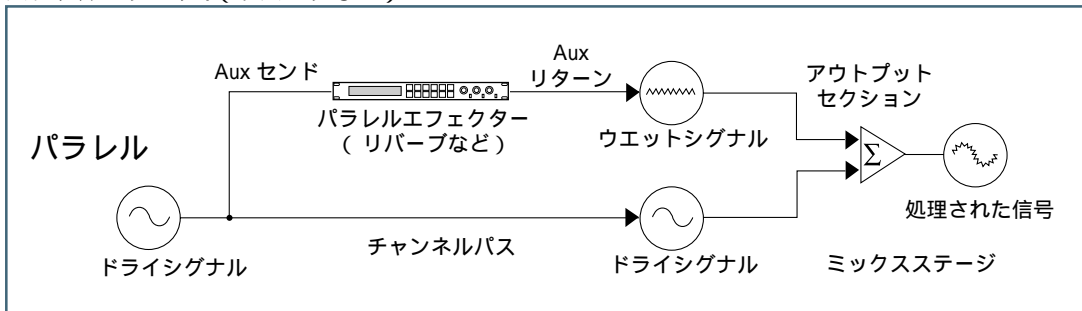 Aux センド
Aux
リターン
アウトプット
セクション
パラレルエフェクター
( リバーブなど )
ウエットシグナル
パラレル
Σ
処理された信号
ドライシグナル
チャンネルパス
ドライシグナル
ミックスステージ